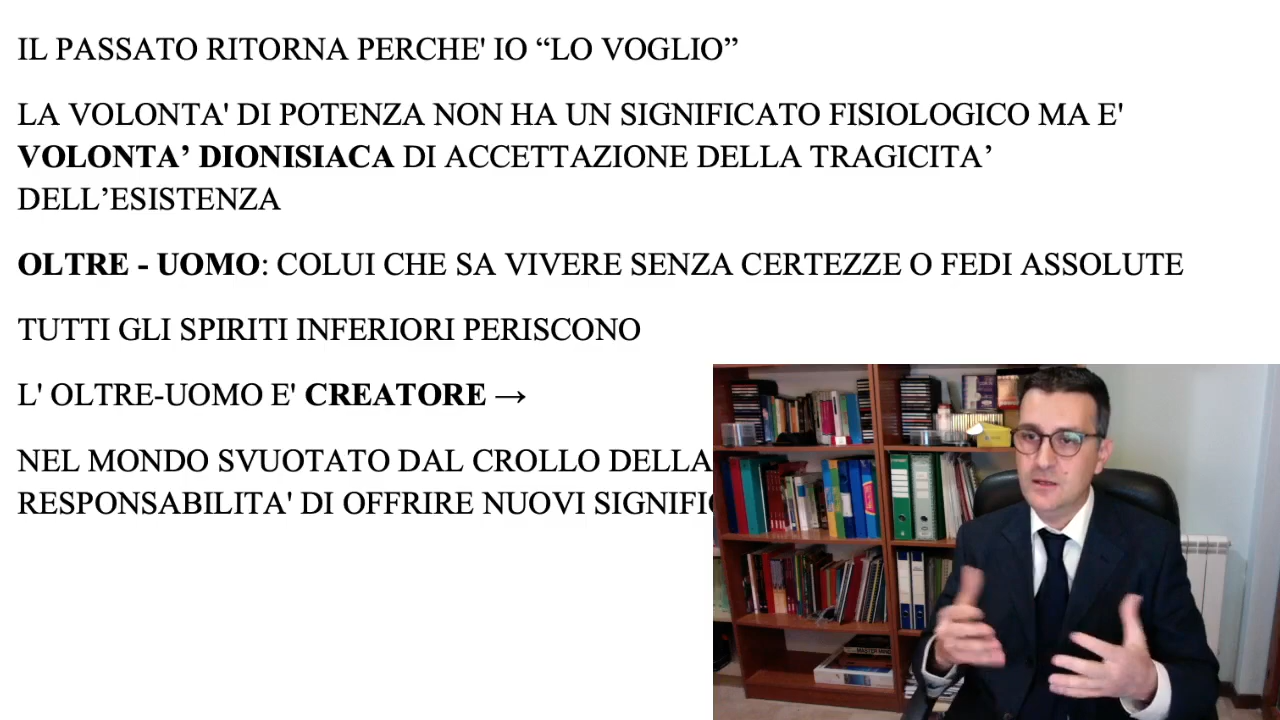 IL PASSATO RITORNA PERCHE' IO “LO VOGLIO”
LA VOLONTA' DI POTENZA NON HA UN SIGNIFICATO FISIOLOGICO MA E'
VOLONTA’ DIONISIACA DI ACCETTAZIONE DELLA TRAGICITA’
DELL’ESISTENZA
OLTRE - UOMO: COLUI CHE SA VIVERE SENZA CERTEZZE O FEDI ASSOLUTE
TUTTI GLI SPIRITI INFERIORI PERISCONO
L' OLTRE-UOMO E' CREATORE →
NEL MONDO SVUOTATO DAL CROLLO DELLA
RESPONSABILITA' DI OFFRIRE NUOVI